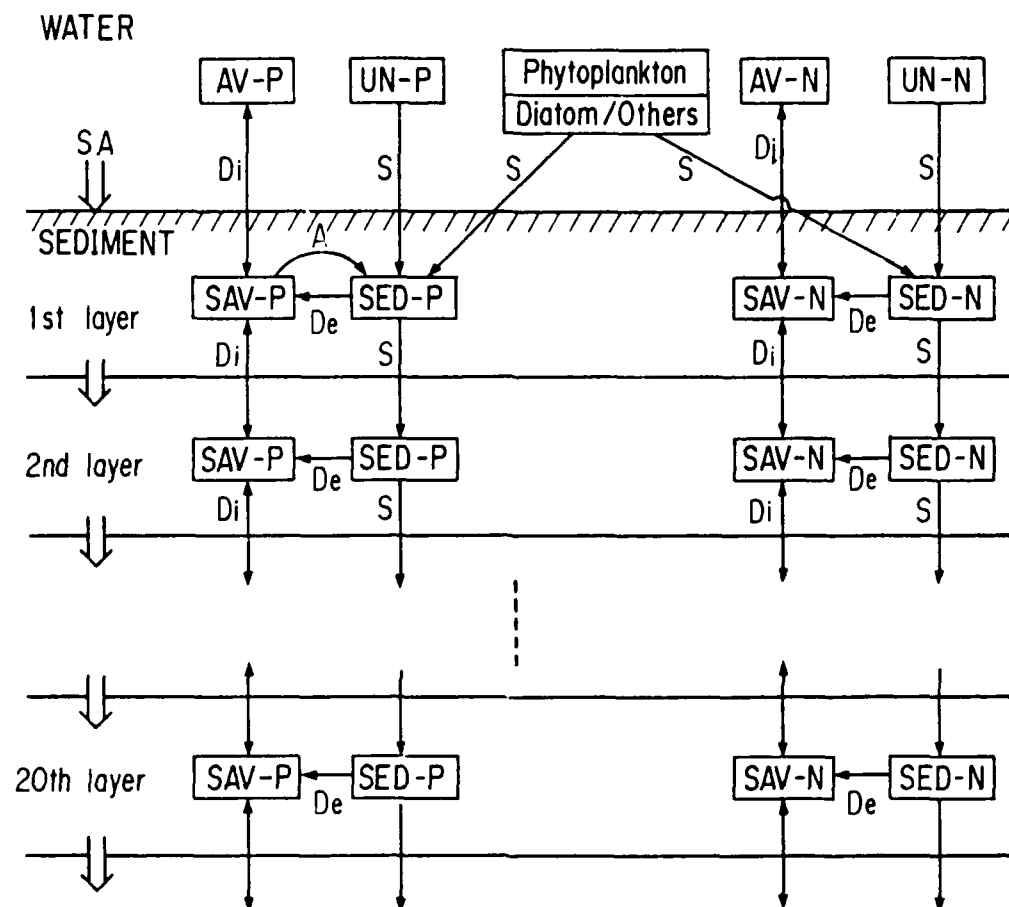 WATER
AV-P
UN-P
Phytoplankton
Diatom/Others
AV-N
UN-N
SA
Di
S
S
S
Di
S
SEDIMENT
A
SAV-P
SED-P
SAV-N
SED-N
1st layer
De
De
Di
S
Di
S
2nd layer
SAV-P
SED-P
SAV-N
SED-N
De
De
Di
S
Di
S
20th layer
SAV-P
SED-P
SAV-N
SED-N
De
De